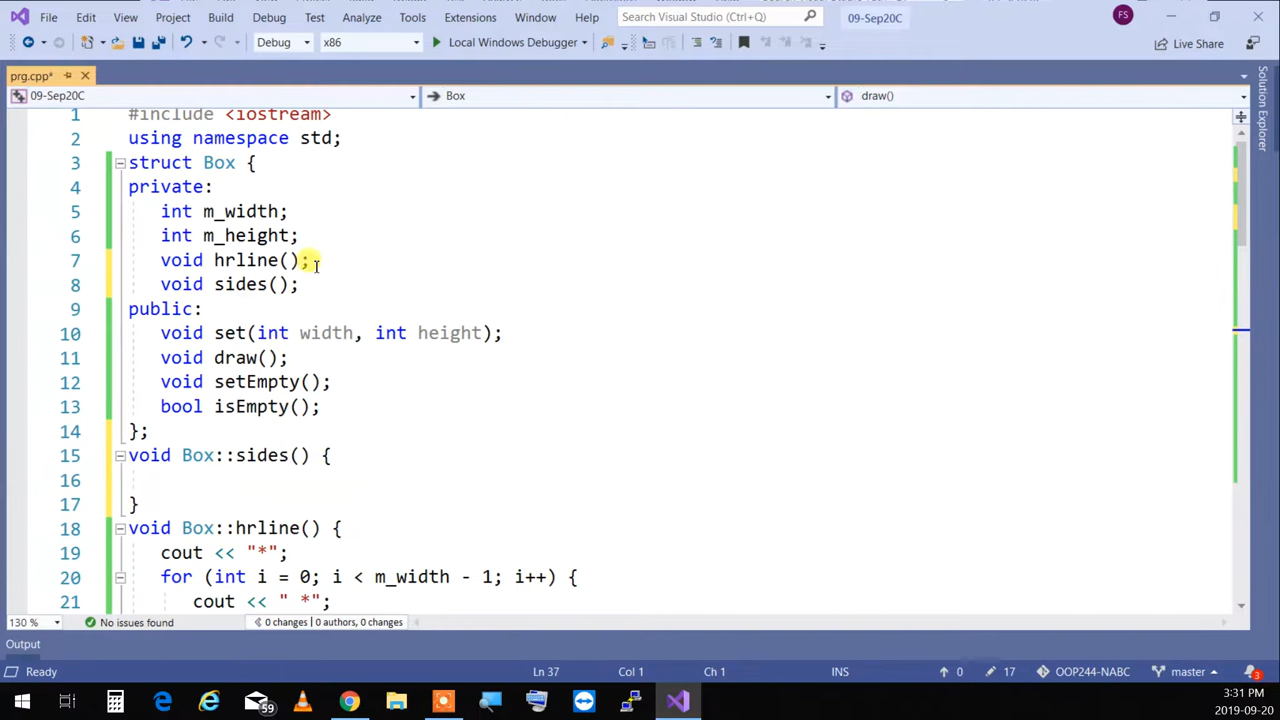 File Edit View Project Build Debug Test Analyze Tools Extensions Window Help Search Visual Studio (Ctrl+Q) 09-Sep20C FS
Debug x86 Local Windows Debugger Live Share
prg.cpp*
09-Sep20C Box draw()
Solution Explorer
1 #include <iostream>
2 using namespace std;
3 struct Box {
4 private:
5 int m_width;
6 int m_height;
7 void hrline();
8 void sides();
9 public:
10 void set(int width, int height);
11 void draw();
12 void setEmpty();
13 bool isEmpty();
14 };
15 void Box::sides() {
16
17 }
18 void Box::hrline() {
19 cout << "*";
20 for (int i = 0; i < m_width - 1; i++) {
21 cout << " *";
130 % No issues found 0 changes | 0 authors, 0 changes
Output
Ready Ln 37 Col 1 Ch 1 INS 0 17 OOP244-NABC master 3
59 3:31 PM
2019-09-20